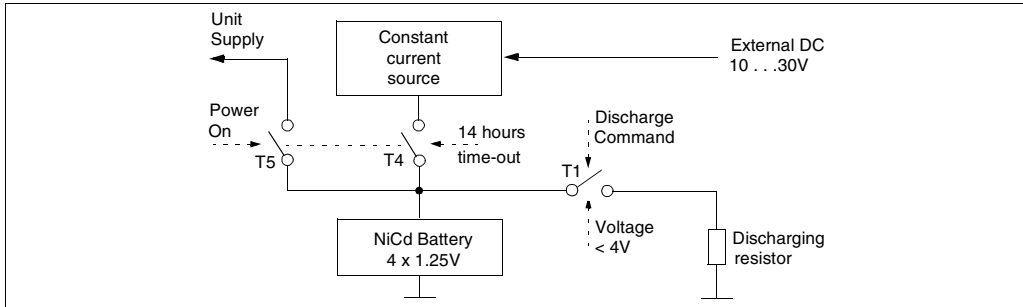 Unit
Supply
Constant
current
source
External DC
10 . . .30V
Power
On
T5
T4
14 hours
time-out
Discharge
Command
T1
NiCd Battery
4 x 1.25V
Voltage
< 4V
Discharging
resistor